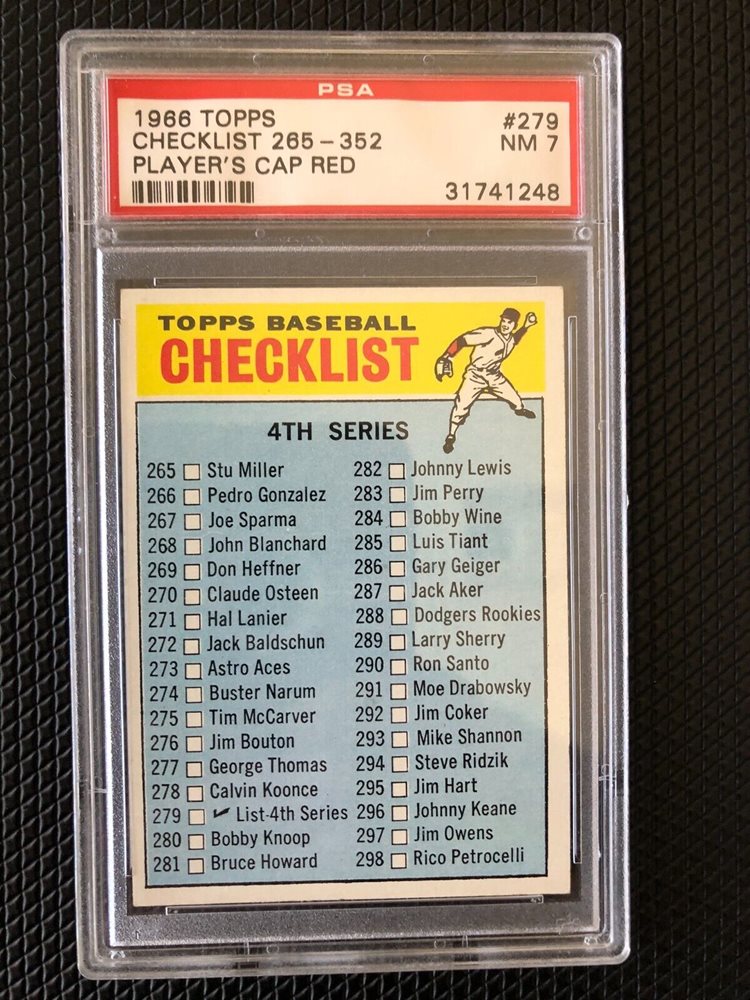 PSA
1966 TOPPS #279
CHECKLIST 265-352 NM 7
PLAYER'S CAP RED
31741248
TOPPS BASEBALL
CHECKLIST
4TH SERIES
265 Stu Miller
266 Pedro Gonzalez
267 Joe Sparma
268 John Blanchard
269 Don Heffner
270 Claude Osteen
271 Hal Lanier
272 Jack Baldschun
273 Astro Aces
274 Buster Narum
275 Tim McCarver
276 Jim Bouton
277 George Thomas
278 Calvin Koonce
279 ✓ List-4th Series
280 Bobby Knoop
281 Bruce Howard
282 Johnny Lewis
283 Jim Perry
284 Bobby Wine
285 Luis Tiant
286 Gary Geiger
287 Jack Aker
288 Dodgers Rookies
289 Larry Sherry
290 Ron Santo
291 Moe Drabowsky
292 Jim Coker
293 Mike Shannon
294 Steve Ridzik
295 Jim Hart
296 Johnny Keane
297 Jim Owens
298 Rico Petrocelli